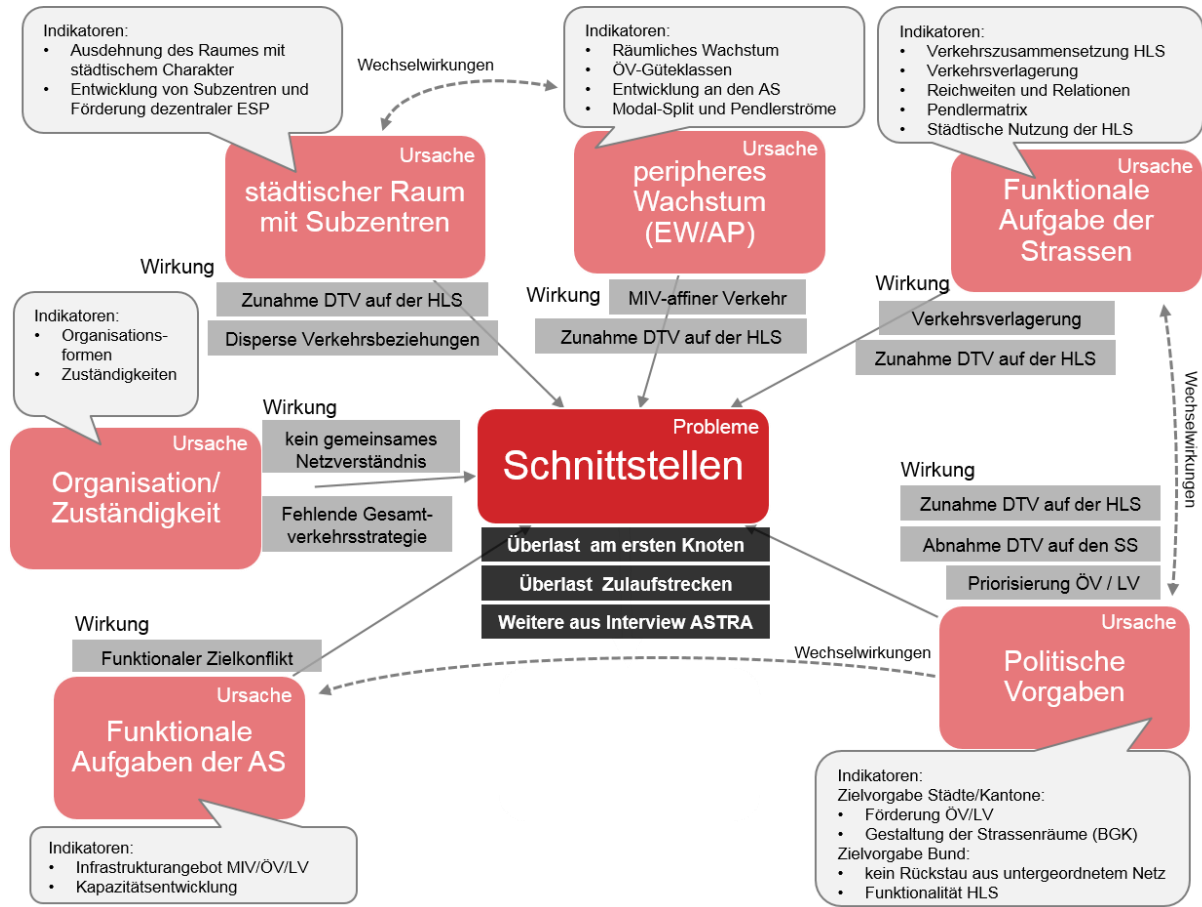 Indikatoren:
• Ausdehnung des Raumes mit
städtischem Charakter
• Entwicklung von Subzentren und
Förderung dezentraler ESP
Wechselwirkungen
Indikatoren:
• Räumliches Wachstum
• ÖV-Güteklassen
• Entwicklung an den AS
• Modal-Split und Pendlerströme
Indikatoren:
• Verkehrszusammensetzung HLS
• Verkehrsverlagerung
• Reichweiten und Relationen
• Pendlermatrix
• Städtische Nutzung der HLS
Ursache
städtischer Raum
mit Subzentren
Ursache
peripheres
Wachstum
(EW/AP)
Ursache
Funktionale
Aufgabe der
Strassen
Wirkung
Zunahme DTV auf der HLS
Disperse Verkehrsbeziehungen
Wirkung
MIV-affiner Verkehr
Zunahme DTV auf der HLS
Wirkung
Verkehrsverlagerung
Zunahme DTV auf der HLS
Wechselwirkungen
Indikatoren:
• Organisations-
formen
• Zuständigkeiten
Ursache
Organisation/
Zuständigkeit
Wirkung
kein gemeinsames
Netzverständnis
Fehlende Gesamt-
verkehrsstrategie
Probleme
Schnittstellen
Überlast am ersten Knoten
Überlast Zulaufstrecken
Weitere aus Interview ASTRA
Wirkung
Zunahme DTV auf der HLS
Abnahme DTV auf den SS
Priorisierung ÖV / LV
Ursache
Politische
Vorgaben
Wechselwirkungen
Wirkung
Funktionaler Zielkonflikt
Ursache
Funktionale
Aufgaben der AS
Indikatoren:
• Infrastrukturangebot MIV/ÖV/LV
• Kapazitätsentwicklung
Indikatoren:
Zielvorgabe Städte/Kantone:
• Förderung ÖV/LV
• Gestaltung der Strassenräume (BGK)
Zielvorgabe Bund:
• kein Rückstau aus untergeordnetem Netz
• Funktionalität HLS